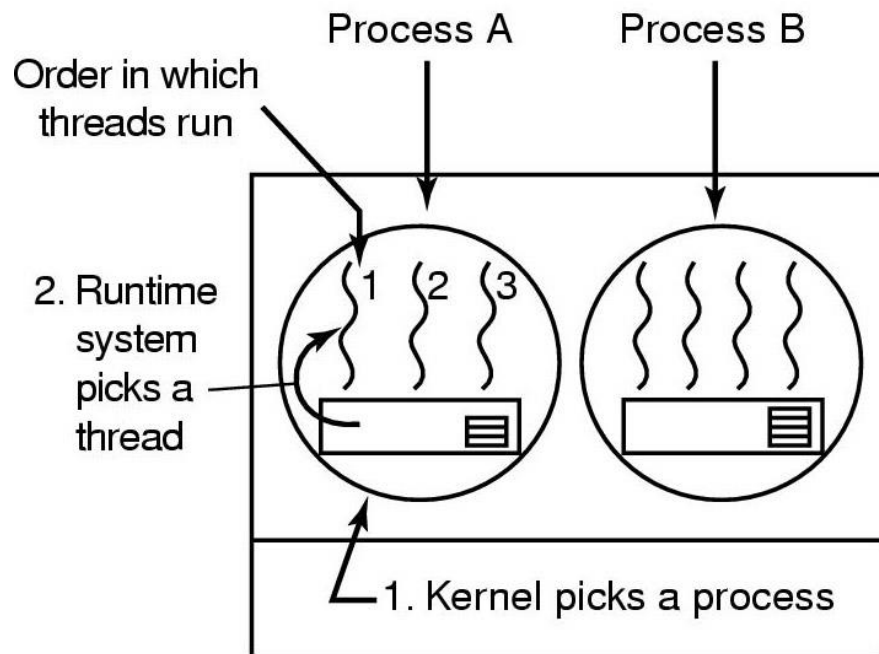 Process A
Process B
Order in which
threads run
1
2
3
2. Runtime
system
picks a
thread
1. Kernel picks a process